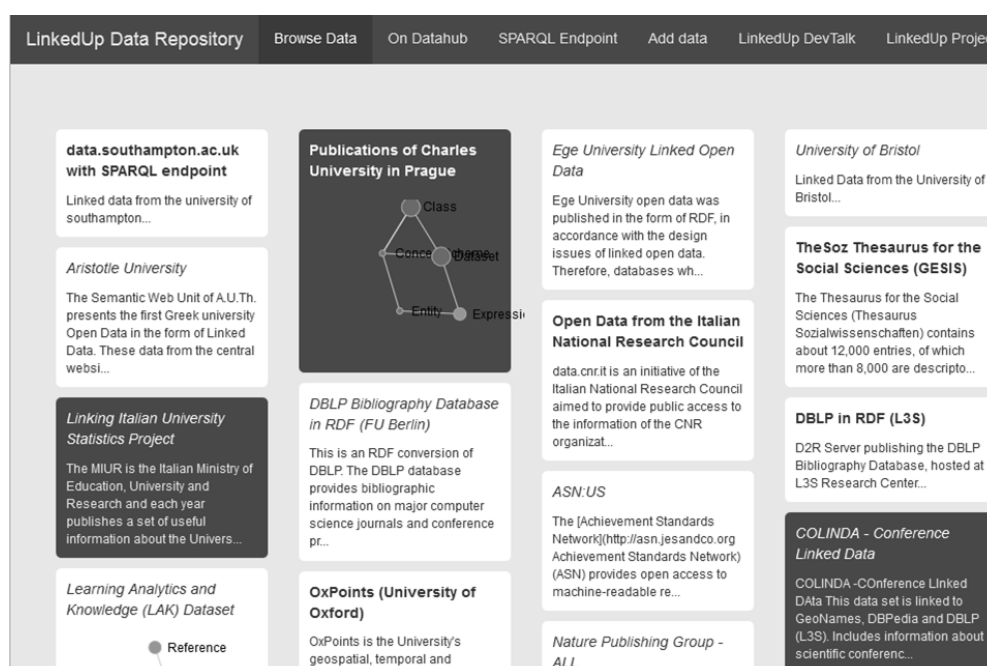 LinkedUp Data Repository Browse Data On Datahub SPARQL Endpoint Add data LinkedUp DevTalk LinkedUp Projec
data.southampton.ac.uk
with SPARQL endpoint
Linked data from the university of
southampton...
Aristotle University
The Semantic Web Unit of A.U.Th.
presents the first Greek university
Open Data in the form of Linked
Data. These data from the central
websi...
Linking Italian University
Statistics Project
The MIUR is the Italian Ministry of
Education, University and
Research and each year
publishes a set of useful
information about the Univers...
Learning Analytics and
Knowledge (LAK) Dataset
Reference
Publications of Charles
University in Prague
Class
Dataset
Entity
Expressi
DBLP Bibliography Database
in RDF (FU Berlin)
This is an RDF conversion of
DBLP. The DBLP database
provides bibliographic
information on major computer
science journals and conference
pr...
OxPoints (University of
Oxford)
OxPoints is the University's
geospatial, temporal and
Ege University Linked Open
Data
Ege University open data was
published in the form of RDF, in
accordance with the design
issues of linked open data.
Therefore, databases wh...
Open Data from the Italian
National Research Council
data.cnr.it is an initiative of the
Italian National Research Council
aimed to provide public access to
the information of the CNR
organizat...
ASN:US
The [Achievement Standards
Network](http://asn.jesandco.org
Achievement Standards Network)
(ASN) provides open access to
machine-readable re...
Nature Publishing Group -
ALL
University of Bristol
Linked Data from the University of
Bristol...
TheSoz Thesaurus for the
Social Sciences (GESIS)
The Thesaurus for the Social
Sciences (Thesaurus
Sozialwissenschaften) contains
about 12,000 entries, of which
more than 8,000 are descripto...
DBLP in RDF (L3S)
D2R Server publishing the DBLP
Bibliography Database, hosted at
L3S Research Center...
COLINDA - Conference
Linked Data
COLINDA -COnference LInked
DAta This data set is linked to
GeoNames, DBPedia and DBLP
(L3S). Includes information about
scientific conferenc...